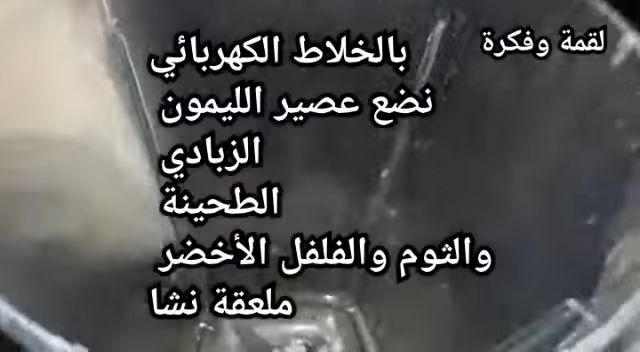 لقمة وفكرة
بالخلاط الكهربائي
نضع عصير الليمون
الزبادي
الطحينة
والثوم والفلفل الأخضر
ملعقة نشا